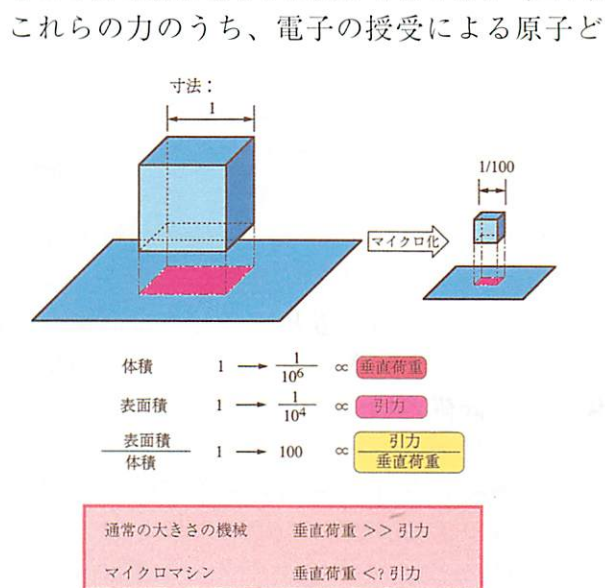 これらの力のうち、電子の授受による原子ど
寸法：
1
1/100
マイクロ化
体積 1 → 1/10⁶ ∝ 垂直荷重
表面積 1 → 1/10⁴ ∝ 引力
表面積/体積 1 → 100 ∝ 引力/垂直荷重
通常の大きさの機械 垂直荷重 >> 引力
マイクロマシン 垂直荷重 <? 引力